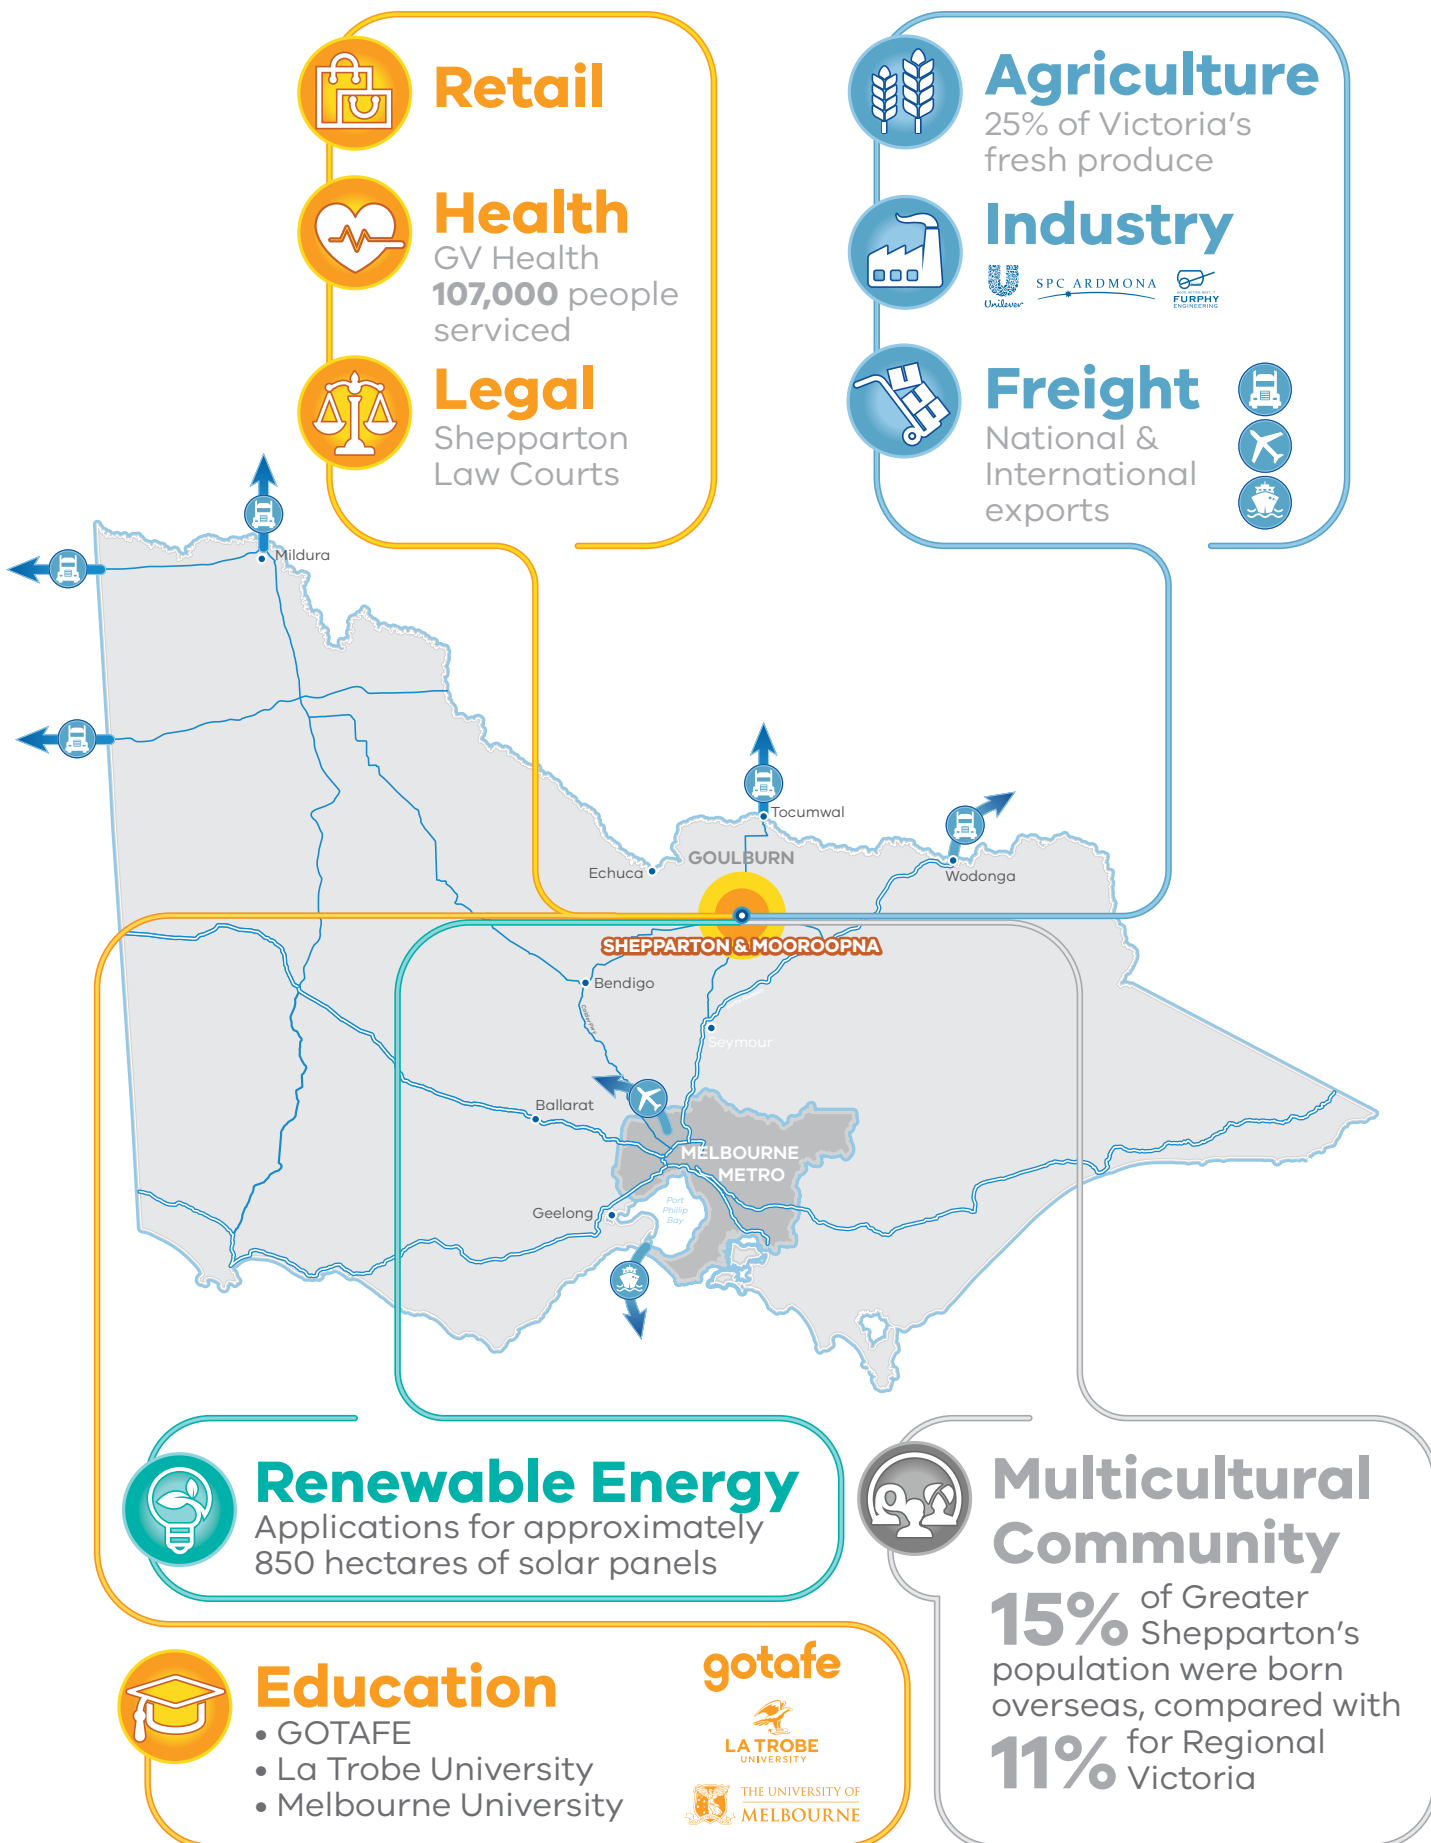 Retail
Health
GV Health
107,000 people
serviced
Legal
Shepparton
Law Courts
Agriculture
25% of Victoria's
fresh produce
Industry
Unilever
SPC ARDMONA
FURPHY
ENGINEERING
Freight
National &
International
exports
Mildura
Tocumwal
GOULBURN
Echuca
Wodonga
SHEPPARTON & MOOROOPNA
Bendigo
Seymour
Ballarat
MELBOURNE
METRO
Geelong
Port
Phillip
Bay
Renewable Energy
Applications for approximately
850 hectares of solar panels
Multicultural
Community
15% of Greater
Shepparton's
population were born
overseas, compared with
11% for Regional
Victoria
Education
• GOTAFE
• La Trobe University
• Melbourne University
gotafe
LA TROBE
UNIVERSITY
THE UNIVERSITY OF
MELBOURNE